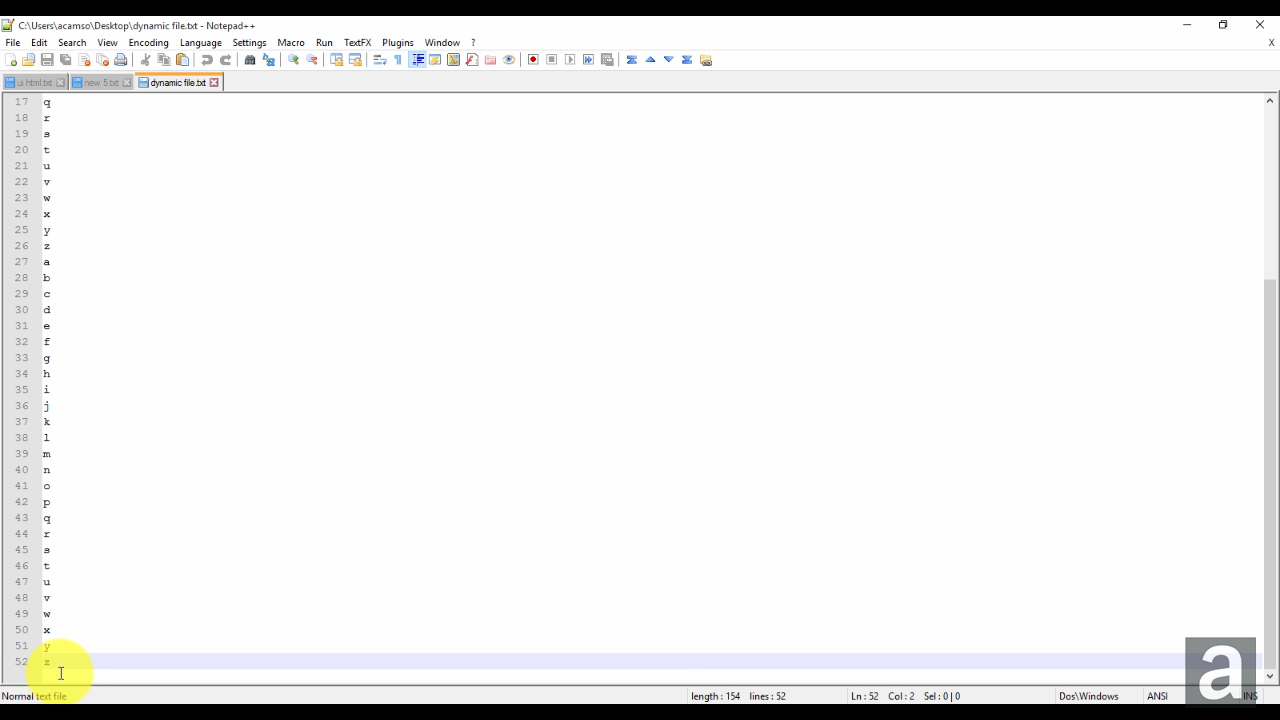 C:\Users\acamso\Desktop\dynamic file.txt - Notepad++
File Edit Search View Encoding Language Settings Macro Run TextFX Plugins Window ? X
ui html.txt new 5.txt dynamic file.txt
17 q
18 r
19 s
20 t
21 u
22 v
23 w
24 x
25 y
26 z
27 a
28 b
29 c
30 d
31 e
32 f
33 g
34 h
35 i
36 j
37 k
38 l
39 m
40 n
41 o
42 p
43 q
44 r
45 s
46 t
47 u
48 v
49 w
50 x
51 y
52 z
Normal text file length : 154 lines : 52 Ln : 52 Col : 2 Sel : 0 | 0 Dos\Windows ANSI INS
a